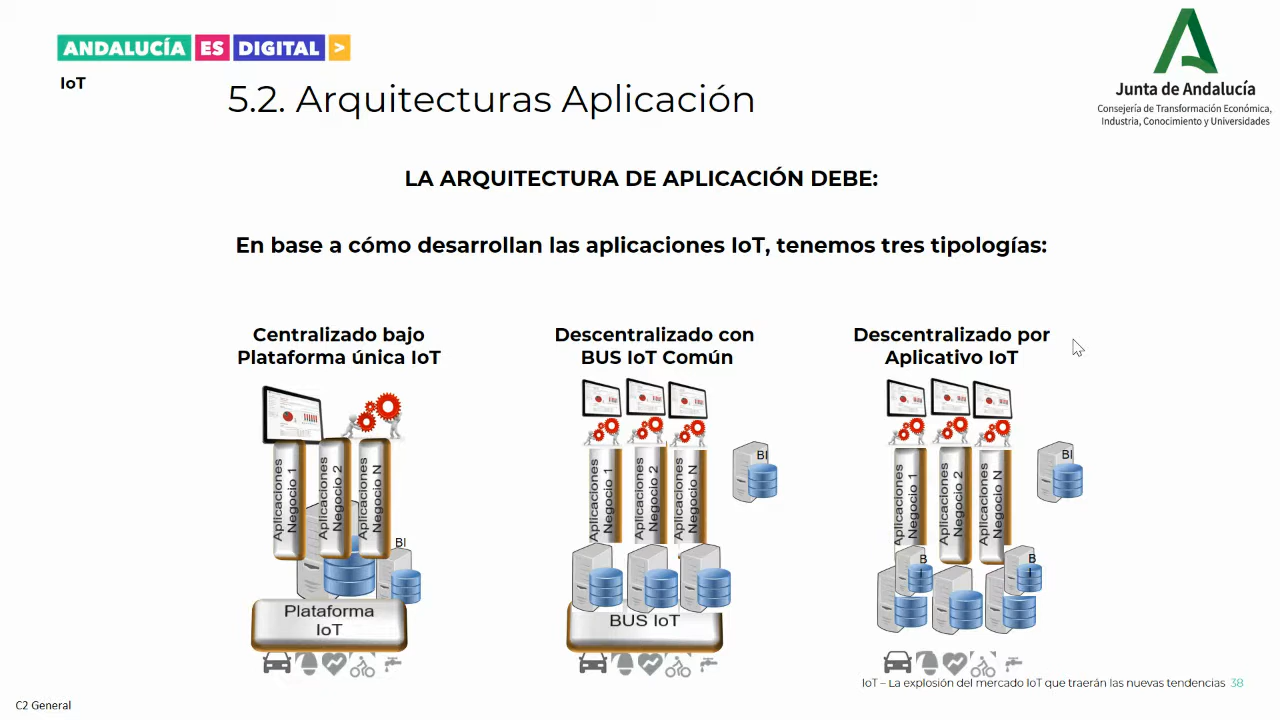 ANDALUCÍA ES DIGITAL >
IoT
5.2. Arquitecturas Aplicación
Junta de Andalucía
Consejería de Transformación Económica,
Industria, Conocimiento y Universidades
LA ARQUITECTURA DE APLICACIÓN DEBE:
En base a cómo desarrollan las aplicaciones IoT, tenemos tres tipologías:
Centralizado bajo
Plataforma única IoT
Aplicaciones
Negocio 1
Aplicaciones
Negocio 2
Aplicaciones
Negocio N
BI
Plataforma
IoT
Descentralizado con
BUS IoT Común
Aplicaciones
Negocio 1
Aplicaciones
Negocio 2
Aplicaciones
Negocio N
BI
BUS IoT
Descentralizado por
Aplicativo IoT
Aplicaciones
Negocio 1
Aplicaciones
Negocio 2
Aplicaciones
Negocio N
BI
B
I
B
I
IoT – La explosión del mercado IoT que traerán las nuevas tendencias 38
C2 General